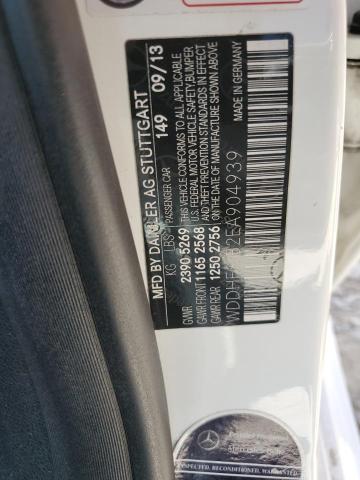 MFD BY DAIMLER AG STUTTGART
149 09/13
KG LBS PASSENGER CAR
GVWR 2390 5269 THIS VEHICLE CONFORMS TO ALL APPLICABLE
U.S. FEDERAL MOTOR VEHICLE SAFETY, BUMPER
GAWR FRONT 1165 2568 AND THEFT PREVENTION STANDARDS IN EFFECT
GAWR REAR 1250 2756 ON THE DATE OF MANUFACTURE SHOWN ABOVE
MADE IN GERMANY
Mercedes-Benz
INSPECTED. RECONDITIONED. WARRANTED.